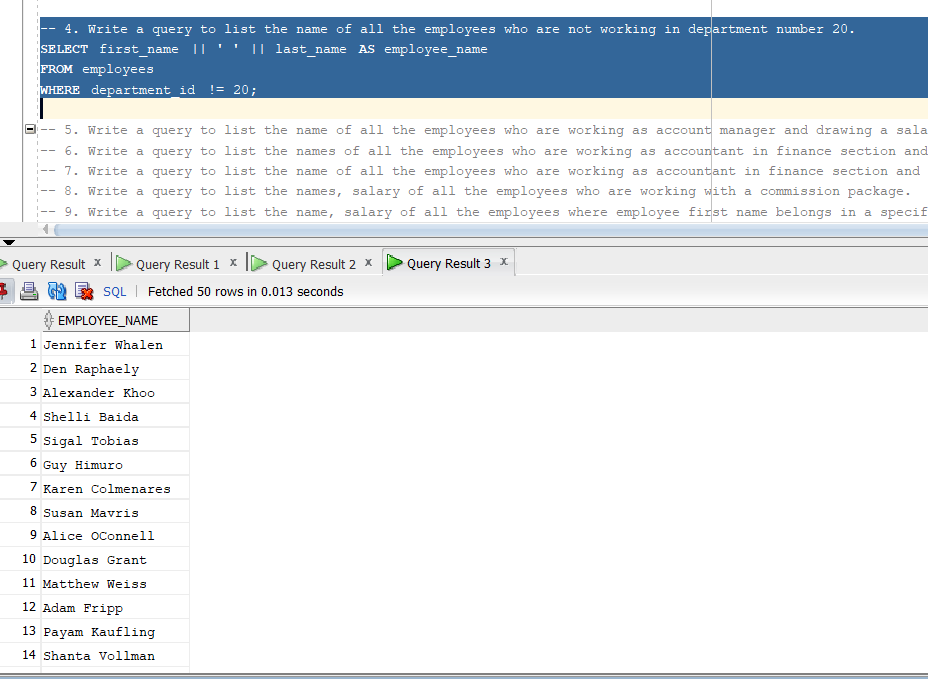 -- 4. Write a query to list the name of all the employees who are not working in department number 20.
SELECT first_name || ' ' || last_name AS employee_name
FROM employees
WHERE department_id != 20;
-- 5. Write a query to list the name of all the employees who are working as account manager and drawing a sala
-- 6. Write a query to list the names of all the employees who are working as accountant in finance section and
-- 7. Write a query to list the name of all the employees who are working as accountant in finance section and
-- 8. Write a query to list the names, salary of all the employees who are working with a commission package.
-- 9. Write a query to list the name, salary of all the employees where employee first name belongs in a specif
Query Result x Query Result 1 x Query Result 2 x Query Result 3 x
SQL | Fetched 50 rows in 0.013 seconds
EMPLOYEE_NAME
1 Jennifer Whalen
2 Den Raphaely
3 Alexander Khoo
4 Shelli Baida
5 Sigal Tobias
6 Guy Himuro
7 Karen Colmenares
8 Susan Mavris
9 Alice OConnell
10 Douglas Grant
11 Matthew Weiss
12 Adam Fripp
13 Payam Kaufling
14 Shanta Vollman